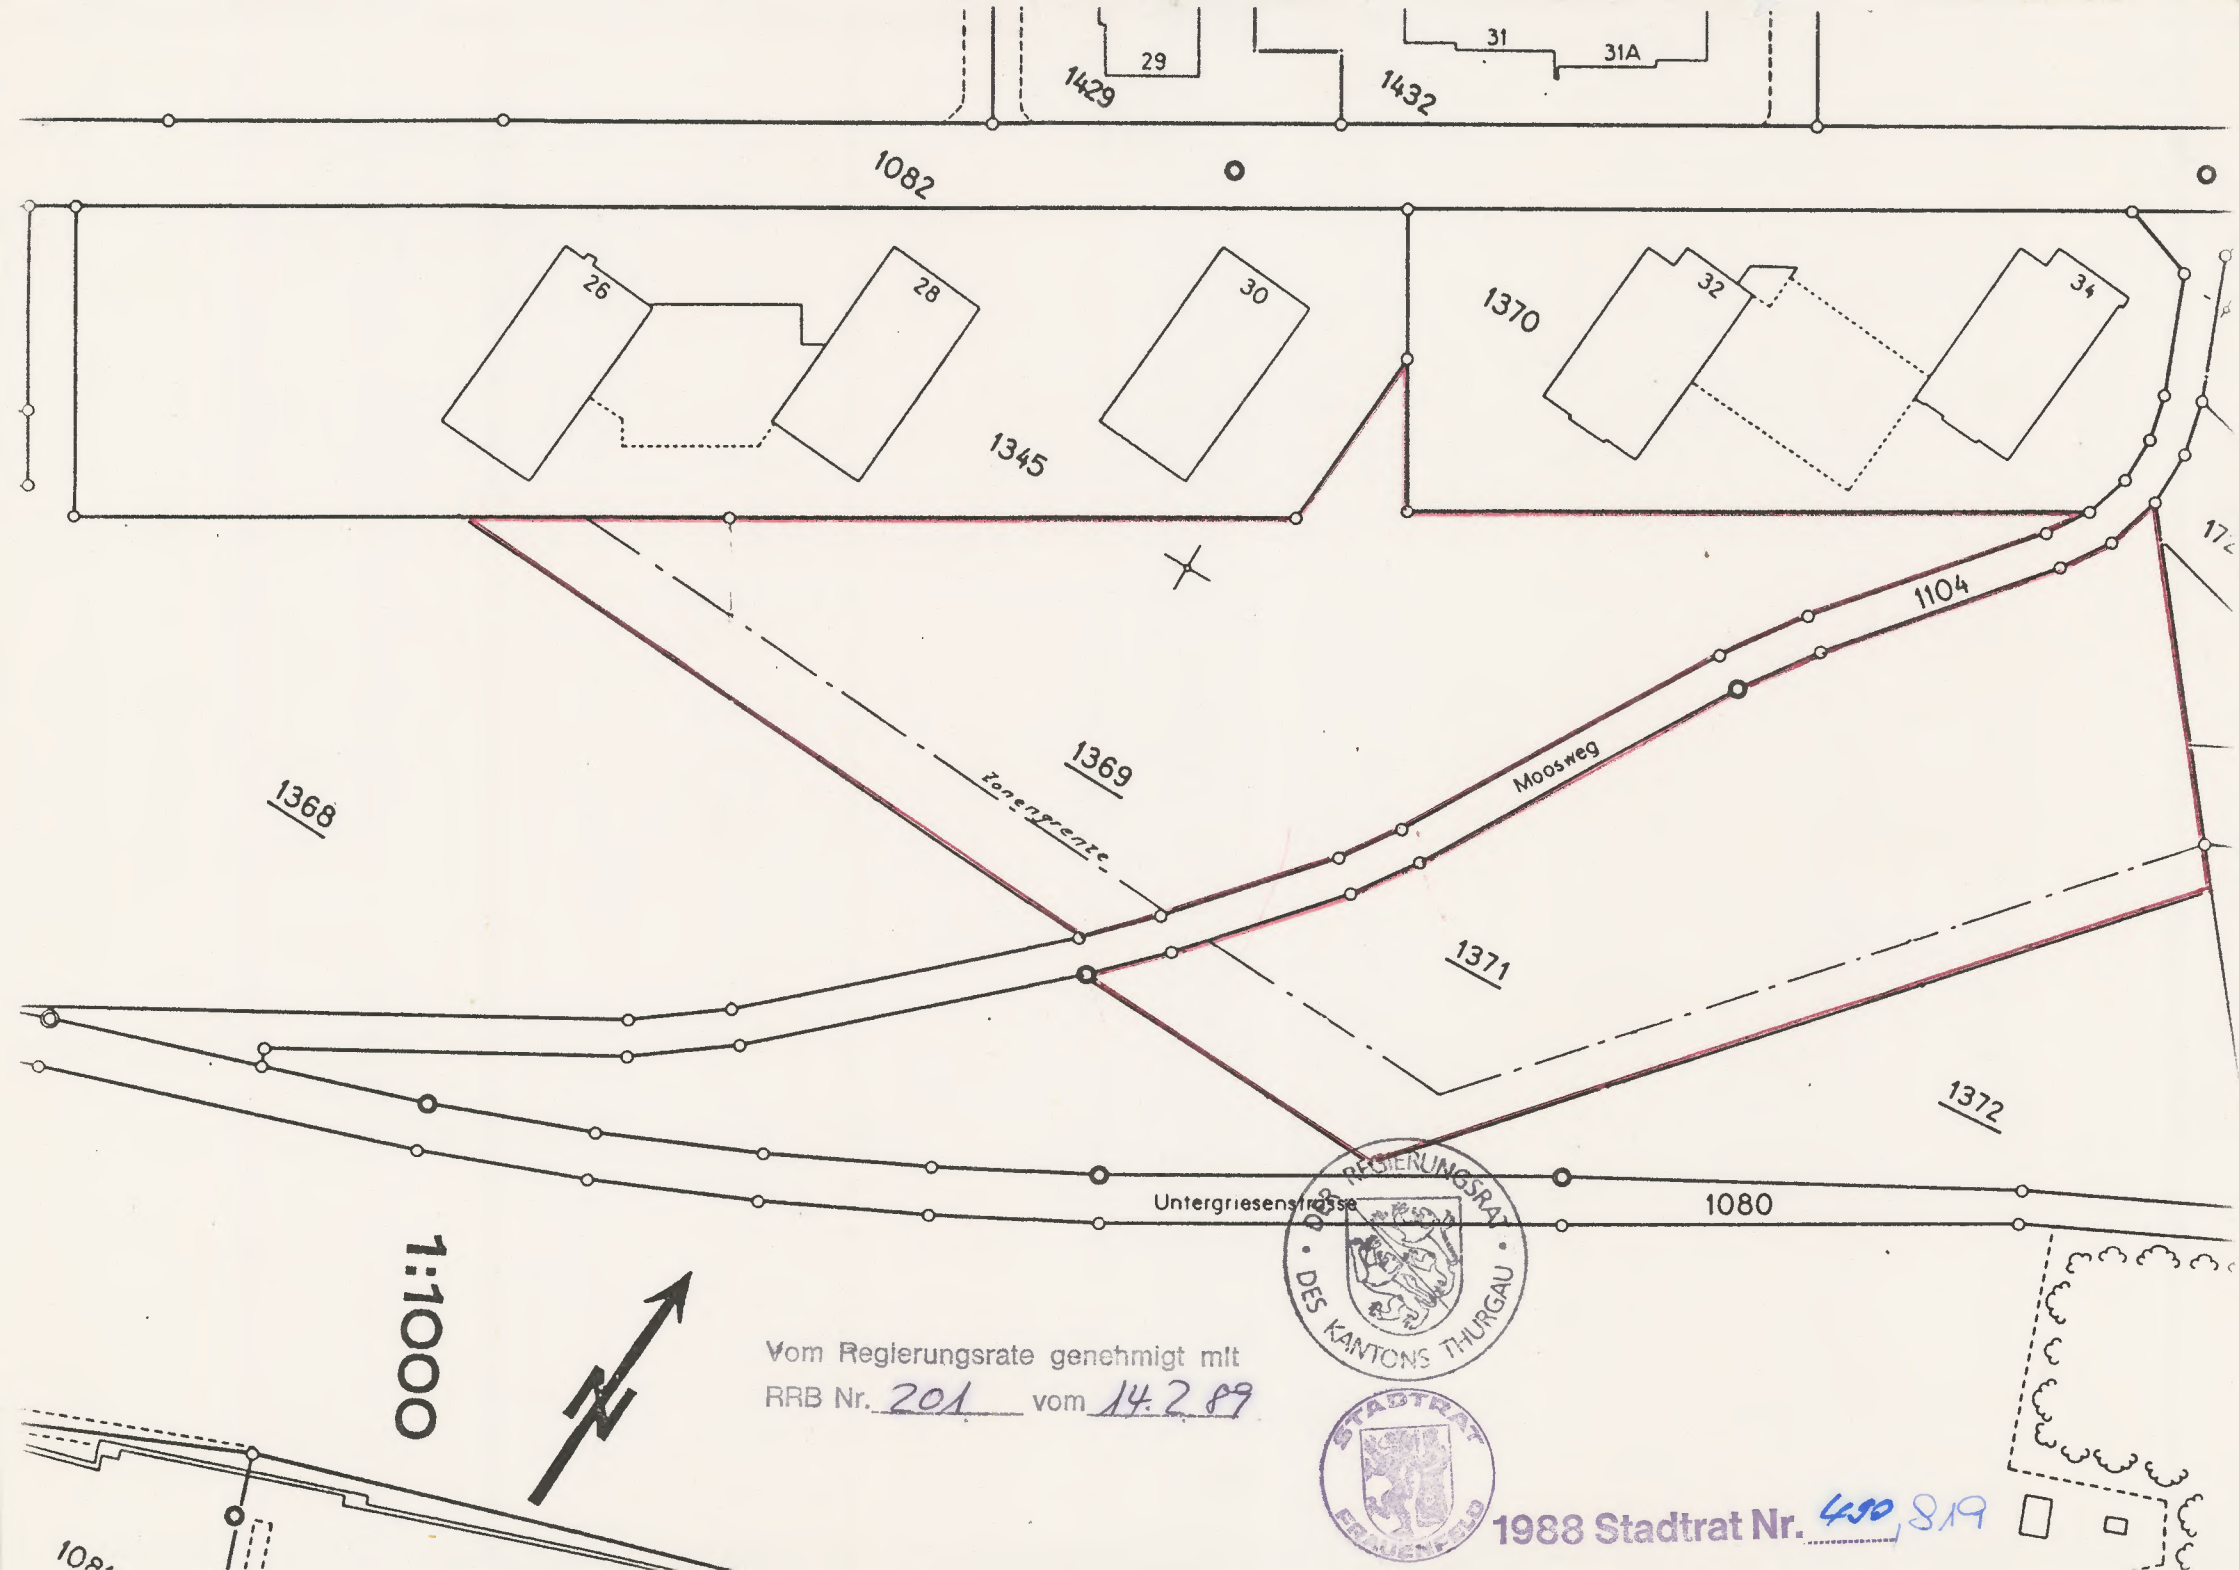 29
31
31A
1429
1432
1082
26
28
30
32
34
1370
1345
1104
1369
Zonengrenze
Moosweg
1368
1371
1372
Untergriesenstrasse
1080
DER REGIERUNGSRAT
DES KANTONS THURGAU
1:1000
N
Vom Regierungsrate genehmigt mit
RRB Nr. 201 vom 14.2.89
STADTRAT
FRAUENFELD
1988 Stadtrat Nr. 490, 819